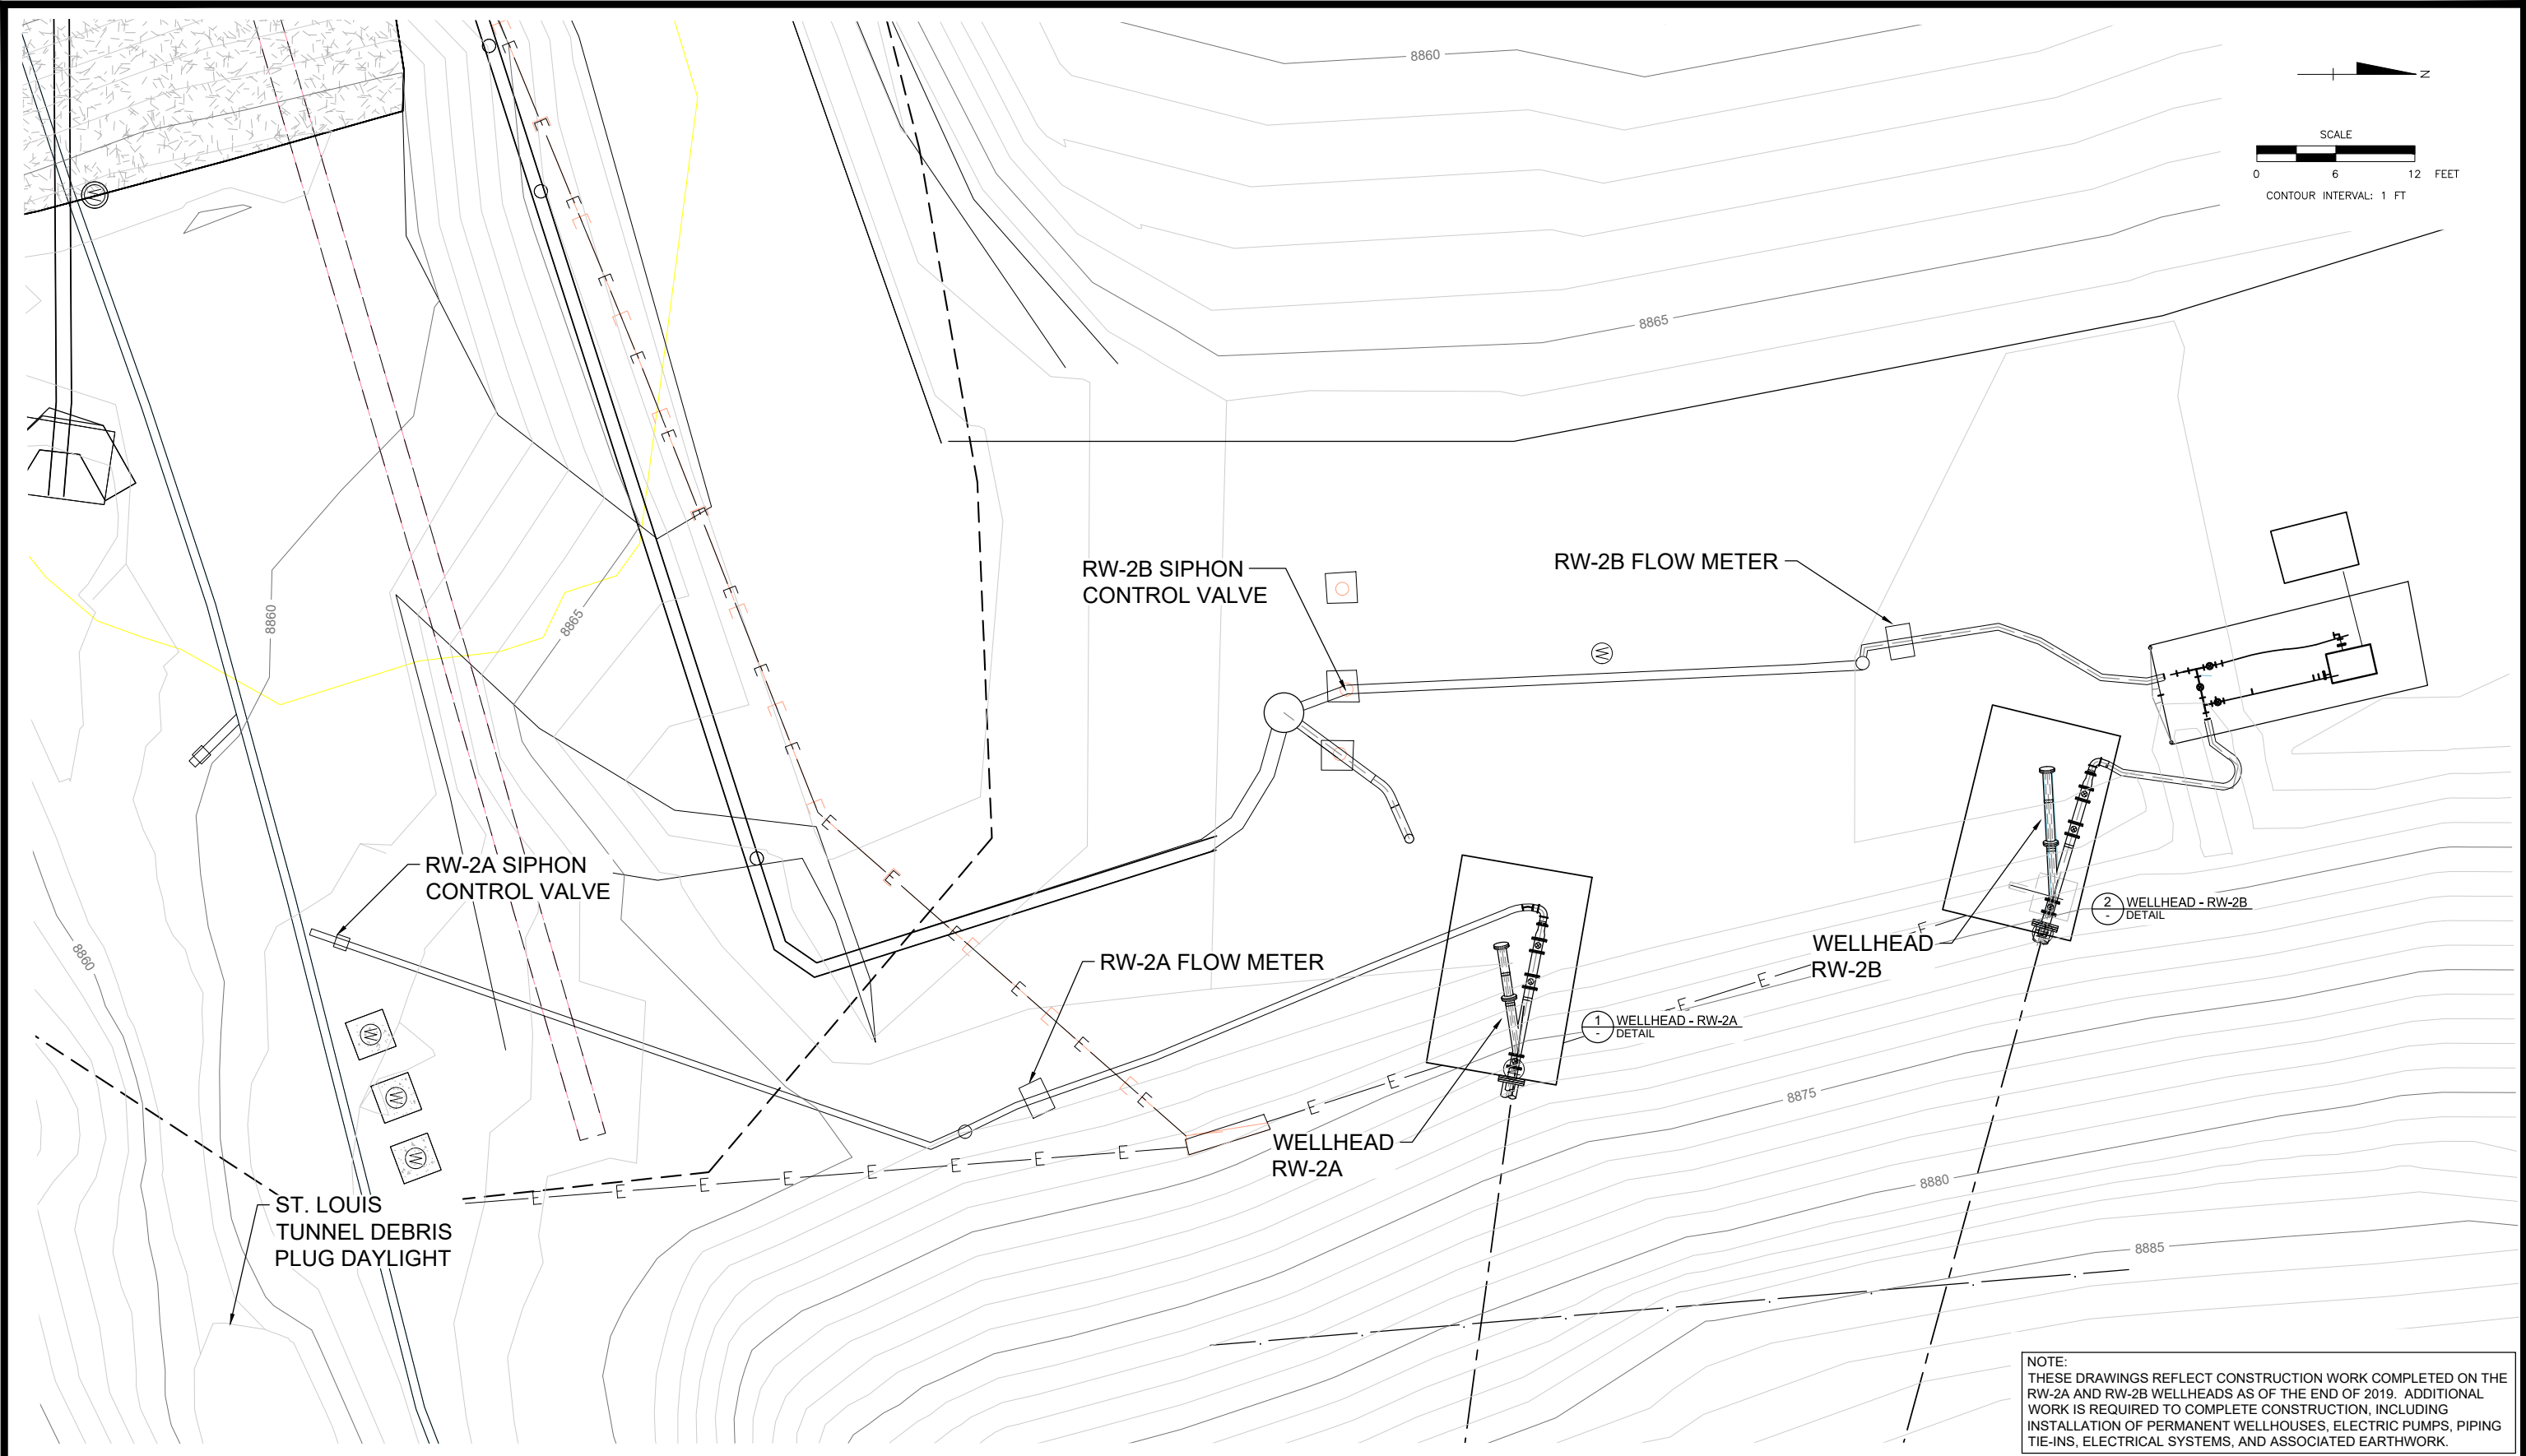 8860
N
SCALE
0 6 12 FEET
CONTOUR INTERVAL: 1 FT
W
E
E
E
E
E
E
E
E
E
E
8865
RW-2B SIPHON
CONTROL VALVE
RW-2B FLOW METER
W
8860
8865
E
E
E
E
E
E
RW-2A SIPHON
CONTROL VALVE
8860
RW-2A FLOW METER
2
-
WELLHEAD - RW-2B
DETAIL
WELLHEAD
RW-2B
E
E
E
1
-
WELLHEAD - RW-2A
DETAIL
W
W
W
E
E
8875
WELLHEAD
RW-2A
E
E
E
E
E
E
E
E
8880
ST. LOUIS
TUNNEL DEBRIS
PLUG DAYLIGHT
8885
NOTE:
THESE DRAWINGS REFLECT CONSTRUCTION WORK COMPLETED ON THE
RW-2A AND RW-2B WELLHEADS AS OF THE END OF 2019.  ADDITIONAL
WORK IS REQUIRED TO COMPLETE CONSTRUCTION, INCLUDING
INSTALLATION OF PERMANENT WELLHOUSES, ELECTRIC PUMPS, PIPING
TIE-INS, ELECTRICAL SYSTEMS, AND ASSOCIATED EARTHWORK.